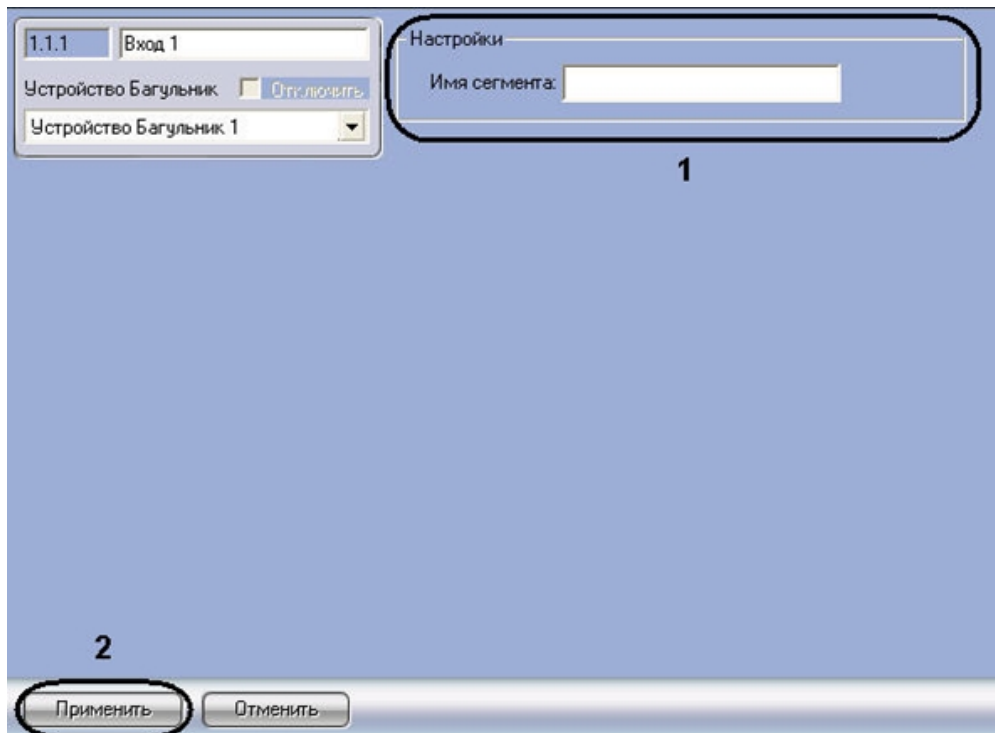 1.1.1 Вход 1
Устройство Багульник Отключить
Устройство Багульник 1
Настройки
Имя сегмента:
1
2
Применить Отменить